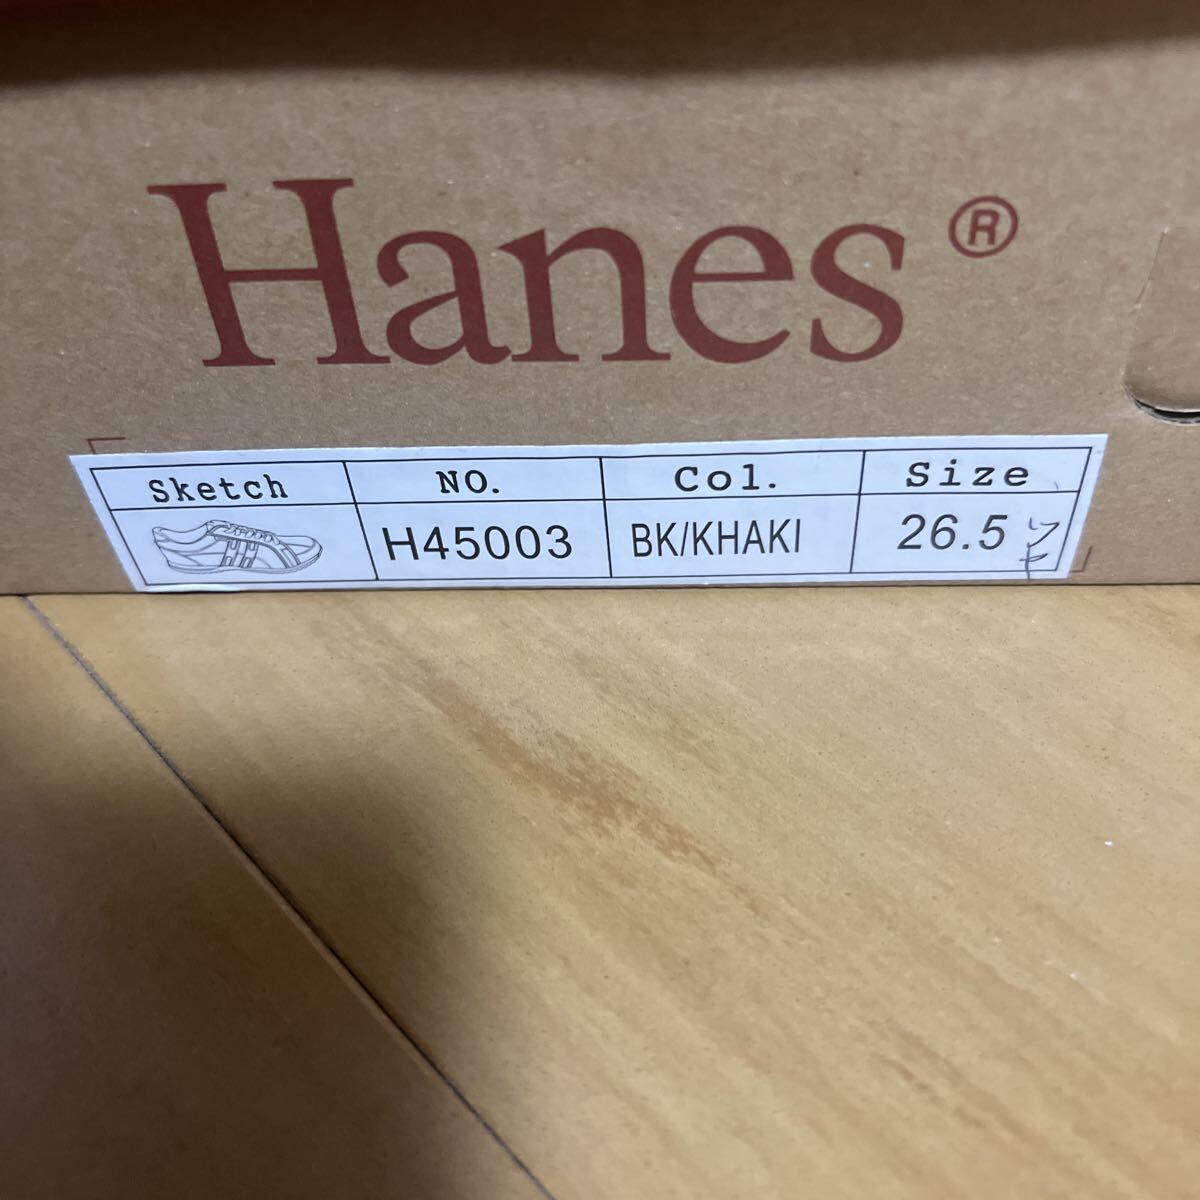 Hanes®
Sketch NO. Col. Size
H45003 BK/KHAKI 26.5